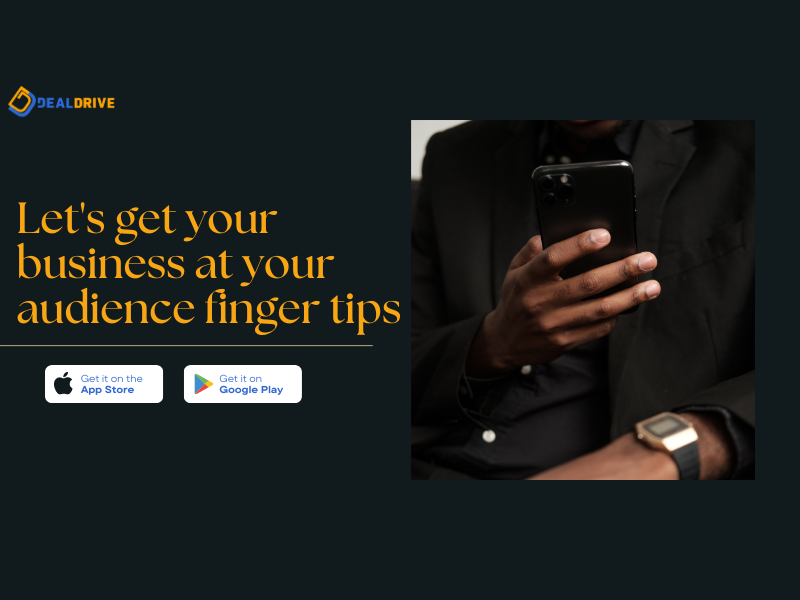 DEALDRIVE
Let's get your
business at your
audience finger tips
Get it on the
App Store
Get it on
Google Play